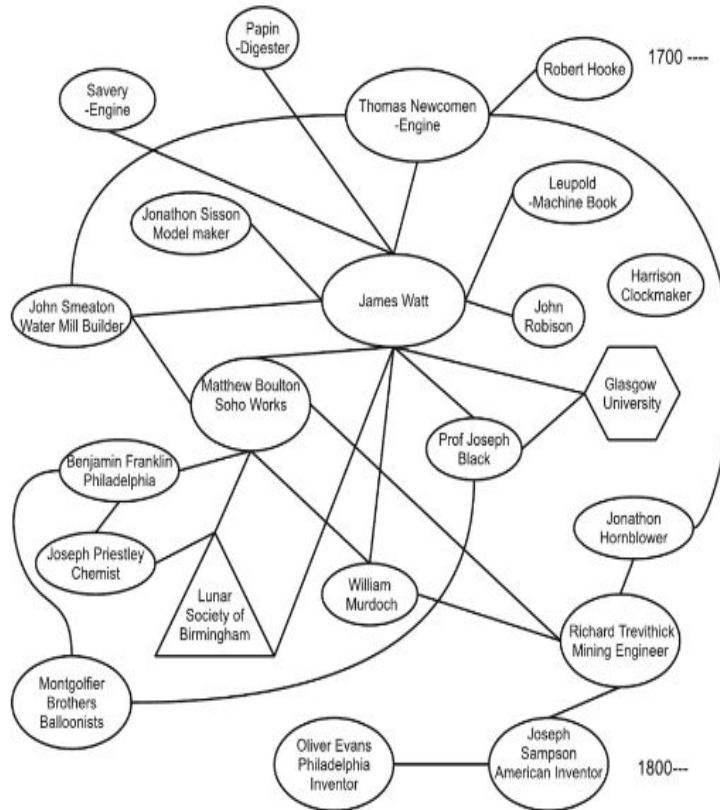 Papin
-Digester
1700 ----
Robert Hooke
Savery
-Engine
Thomas Newcomen
-Engine
Leupold
-Machine Book
Jonathon Sisson
Model maker
Harrison
Clockmaker
John Smeaton
Water Mill Builder
James Watt
John
Robison
Matthew Boulton
Soho Works
Glasgow
University
Prof Joseph
Black
Benjamin Franklin
Philadelphia
Jonathon
Hornblower
Joseph Priestley
Chemist
Lunar
Society of
Birmingham
William
Murdoch
Richard Trevithick
Mining Engineer
Montgolfier
Brothers
Balloonists
Oliver Evans
Philadelphia
Inventor
Joseph
Sampson
American Inventor
1800---